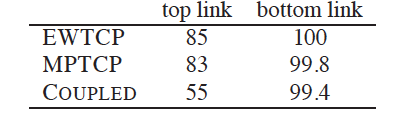 top link bottom link
EWTCP 85 100
MPTCP 83 99.8
COUPLED 55 99.4